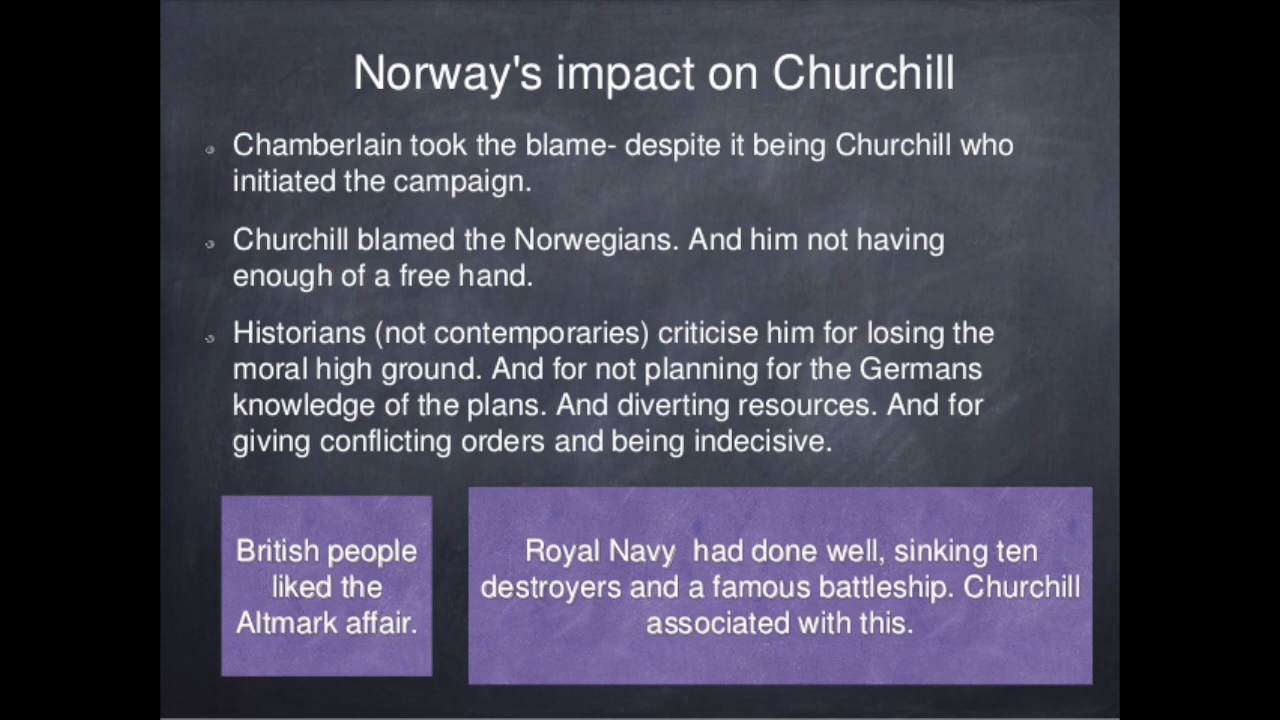 Norway's impact on Churchill
Chamberlain took the blame- despite it being Churchill who
initiated the campaign.
Churchill blamed the Norwegians. And him not having
enough of a free hand.
Historians (not contemporaries) criticise him for losing the
moral high ground. And for not planning for the Germans
knowledge of the plans. And diverting resources. And for
giving conflicting orders and being indecisive.
British people
liked the
Altmark affair.
Royal Navy  had done well, sinking ten
destroyers and a famous battleship. Churchill
associated with this.